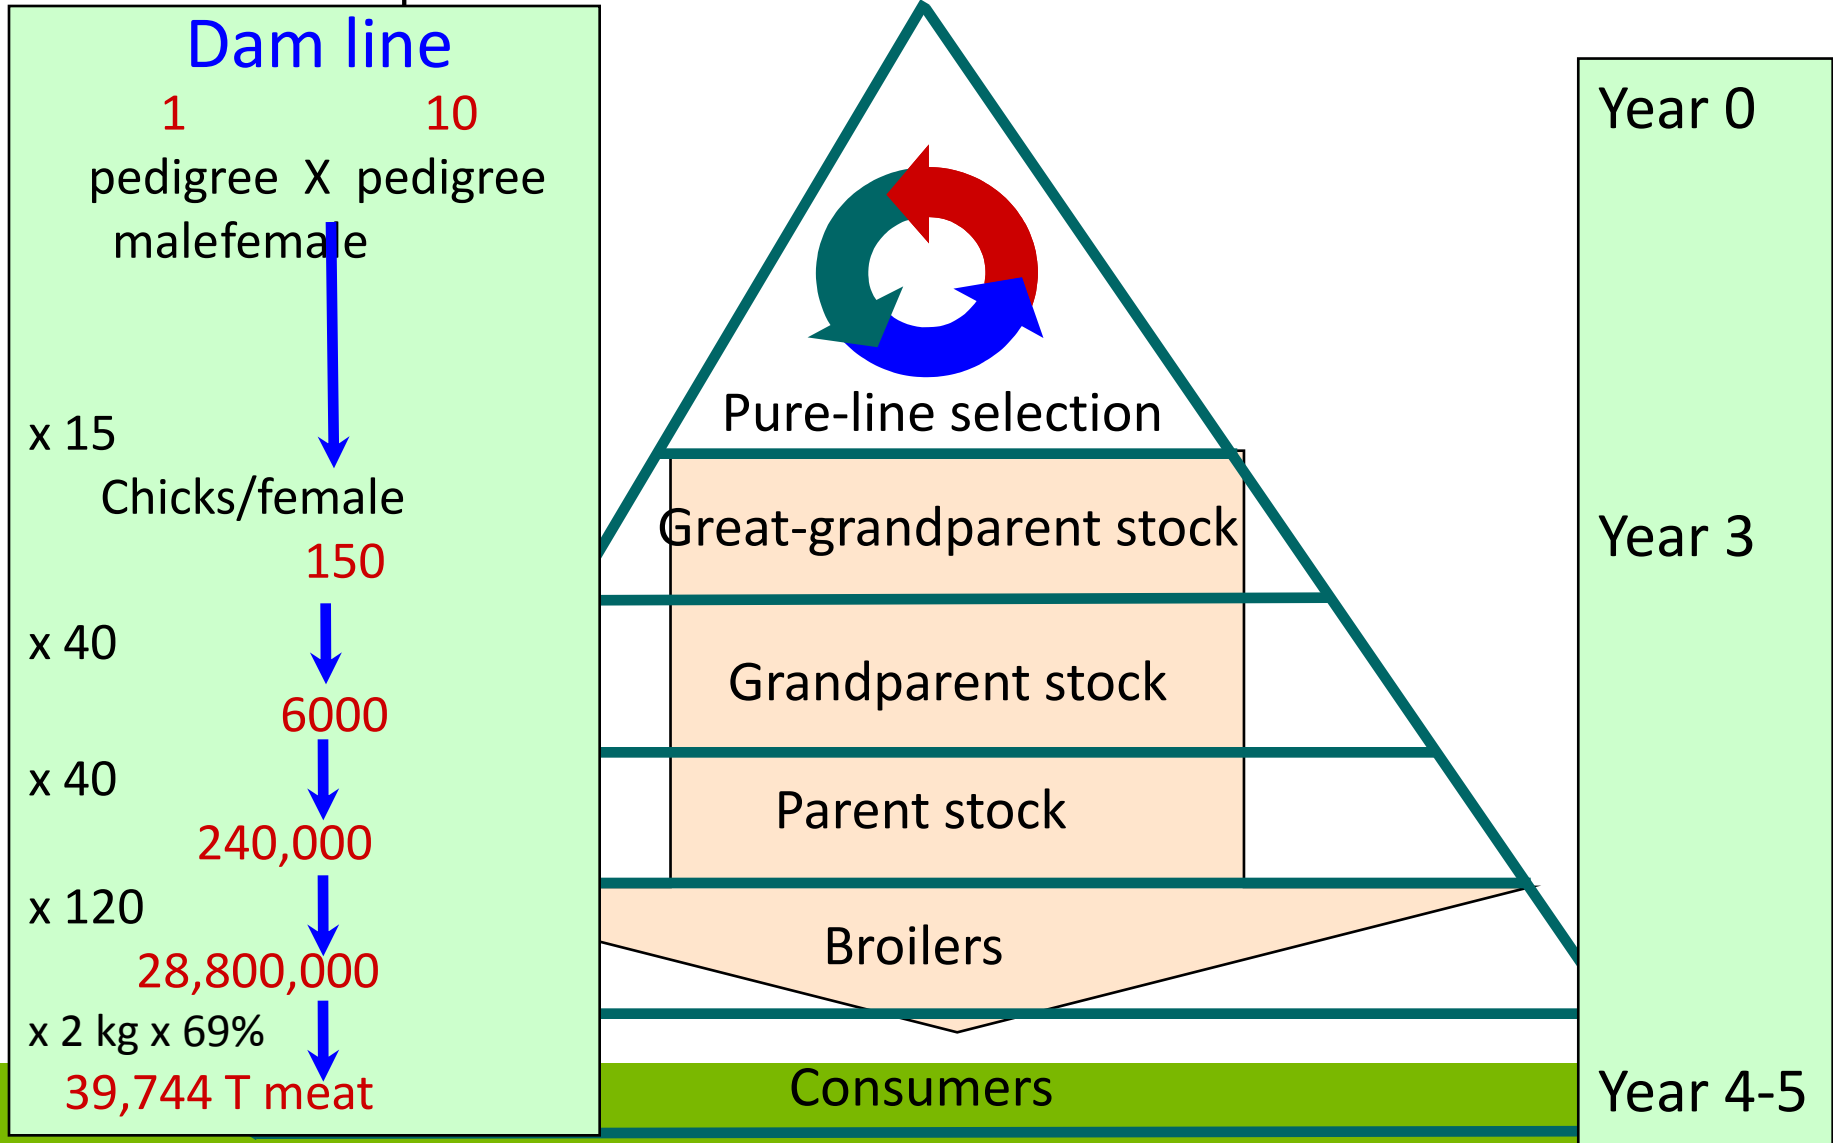 Dam line
1 10
pedigree X pedigree
malefemale
x 15
Chicks/female
150
x 40
6000
x 40
240,000
x 120
28,800,000
x 2 kg x 69%
39,744 T meat
Pure-line selection
Great-grandparent stock
Grandparent stock
Parent stock
Broilers
Consumers
Year 0
Year 3
Year 4-5